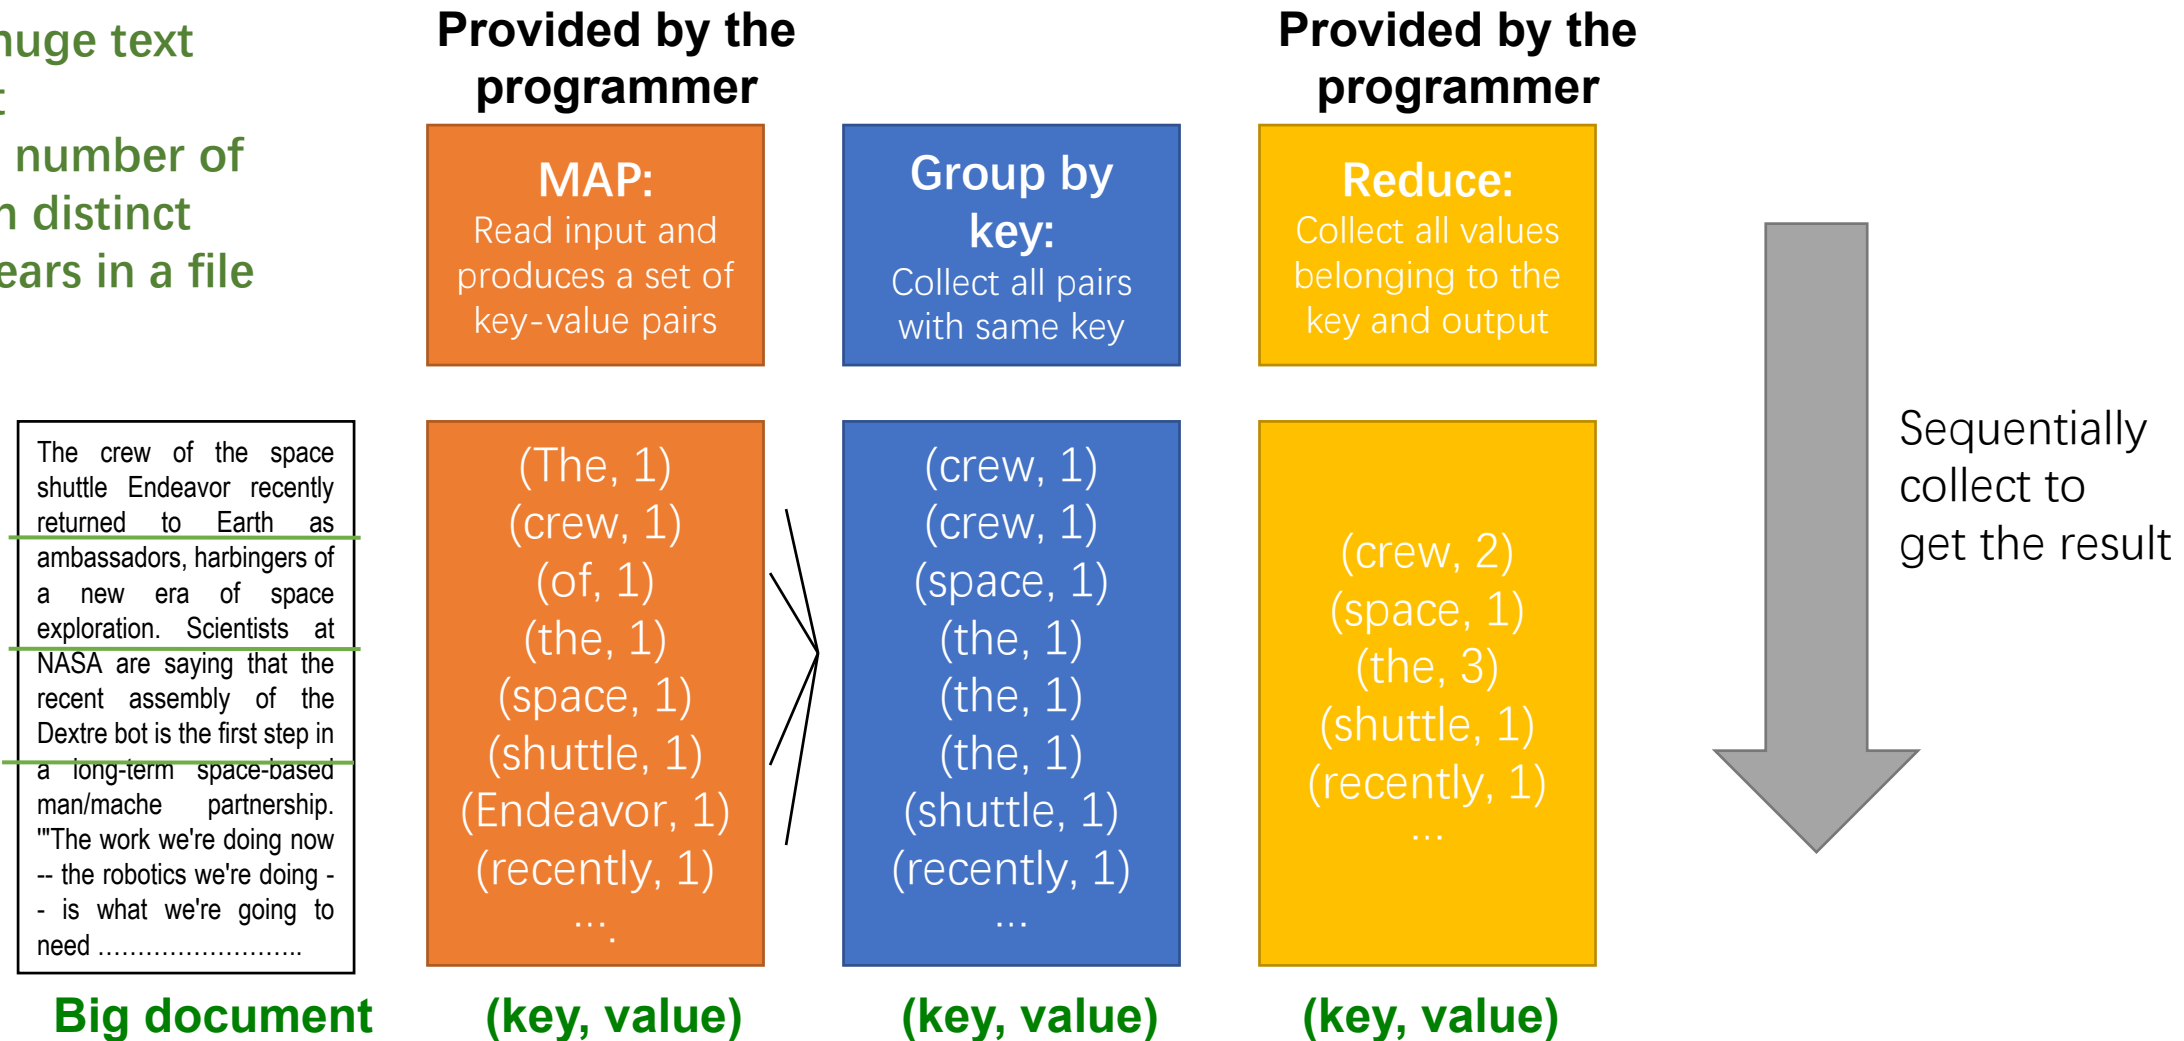 huge text
t
number of
n distinct
ears in a file
Provided by the
programmer
Provided by the
programmer
MAP:
Read input and
produces a set of
key-value pairs
Group by
key:
Collect all pairs
with same key
Reduce:
Collect all values
belonging to the
key and output
The crew of the space
shuttle Endeavor recently
returned to Earth as
ambassadors, harbingers of
a new era of space
exploration. Scientists at
NASA are saying that the
recent assembly of the
Dextre bot is the first step in
a long-term space-based
man/mache partnership.
'"The work we're doing now
-- the robotics we're doing -
- is what we're going to
need ……………………..
(The, 1)
(crew, 1)
(of, 1)
(the, 1)
(space, 1)
(shuttle, 1)
(Endeavor, 1)
(recently, 1)
….
(crew, 1)
(crew, 1)
(space, 1)
(the, 1)
(the, 1)
(the, 1)
(shuttle, 1)
(recently, 1)
…
(crew, 2)
(space, 1)
(the, 3)
(shuttle, 1)
(recently, 1)
…
Sequentially
collect to
get the result
Big document
(key, value)
(key, value)
(key, value)